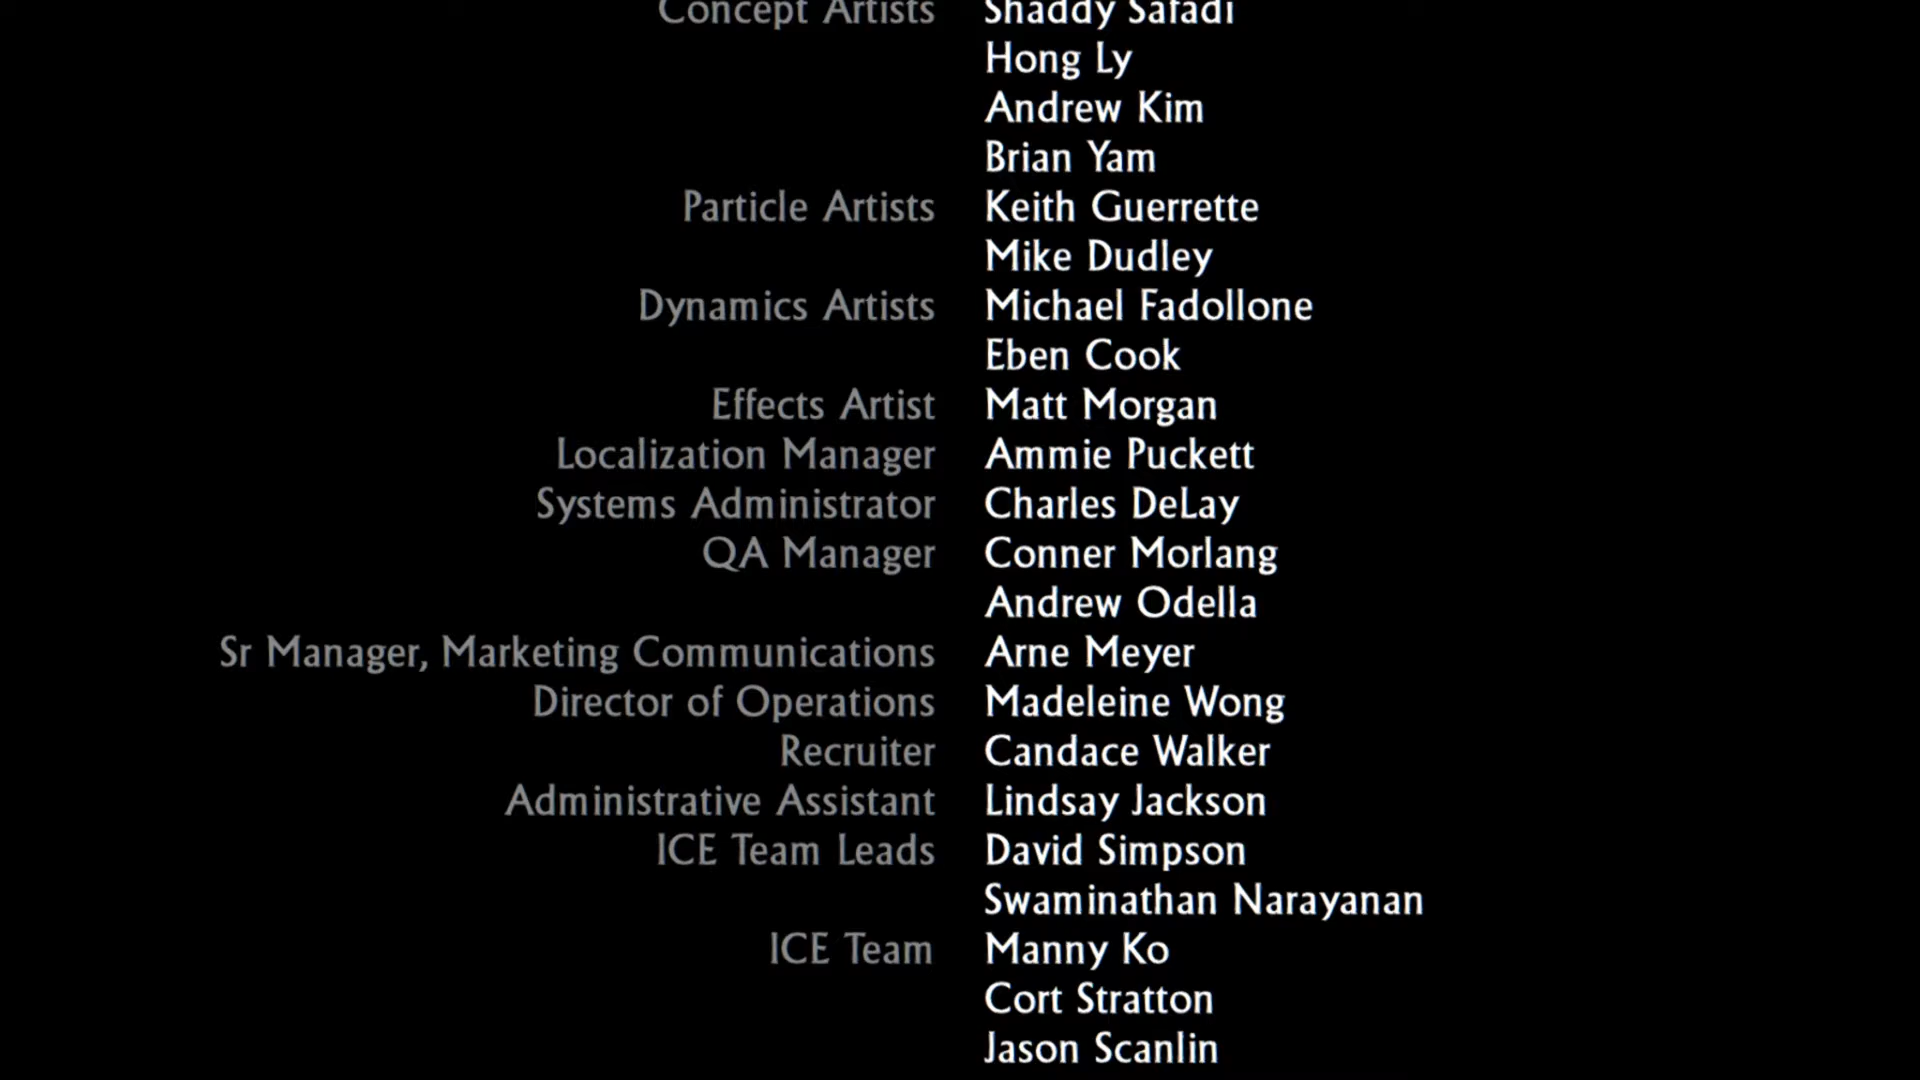 Concept Artists Shaddy Safadi
Hong Ly
Andrew Kim
Brian Yam
Particle Artists Keith Guerrette
Mike Dudley
Dynamics Artists Michael Fadollone
Eben Cook
Effects Artist Matt Morgan
Localization Manager Ammie Puckett
Systems Administrator Charles DeLay
QA Manager Conner Morlang
Andrew Odella
Sr Manager, Marketing Communications Arne Meyer
Director of Operations Madeleine Wong
Recruiter Candace Walker
Administrative Assistant Lindsay Jackson
ICE Team Leads David Simpson
Swaminathan Narayanan
ICE Team Manny Ko
Cort Stratton
Jason Scanlin